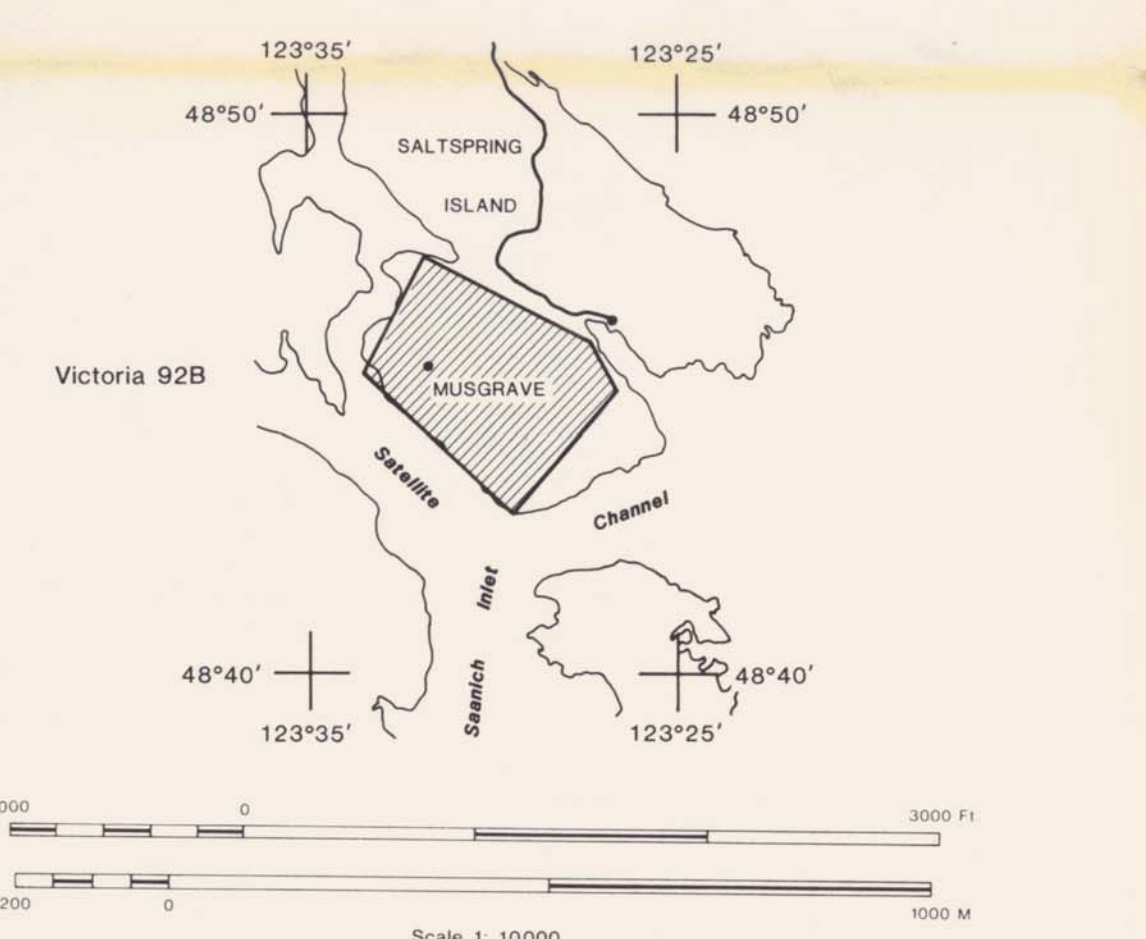 123°35′
123°25′
48°50′
48°50′
SALTSPRING
ISLAND
Victoria 92B
MUSGRAVE
Satellite
Channel
Inlet
Saanich
48°40′
48°40′
123°35′
123°25′
0
3000 Ft
200
0
1000 M
Scale 1: 10000